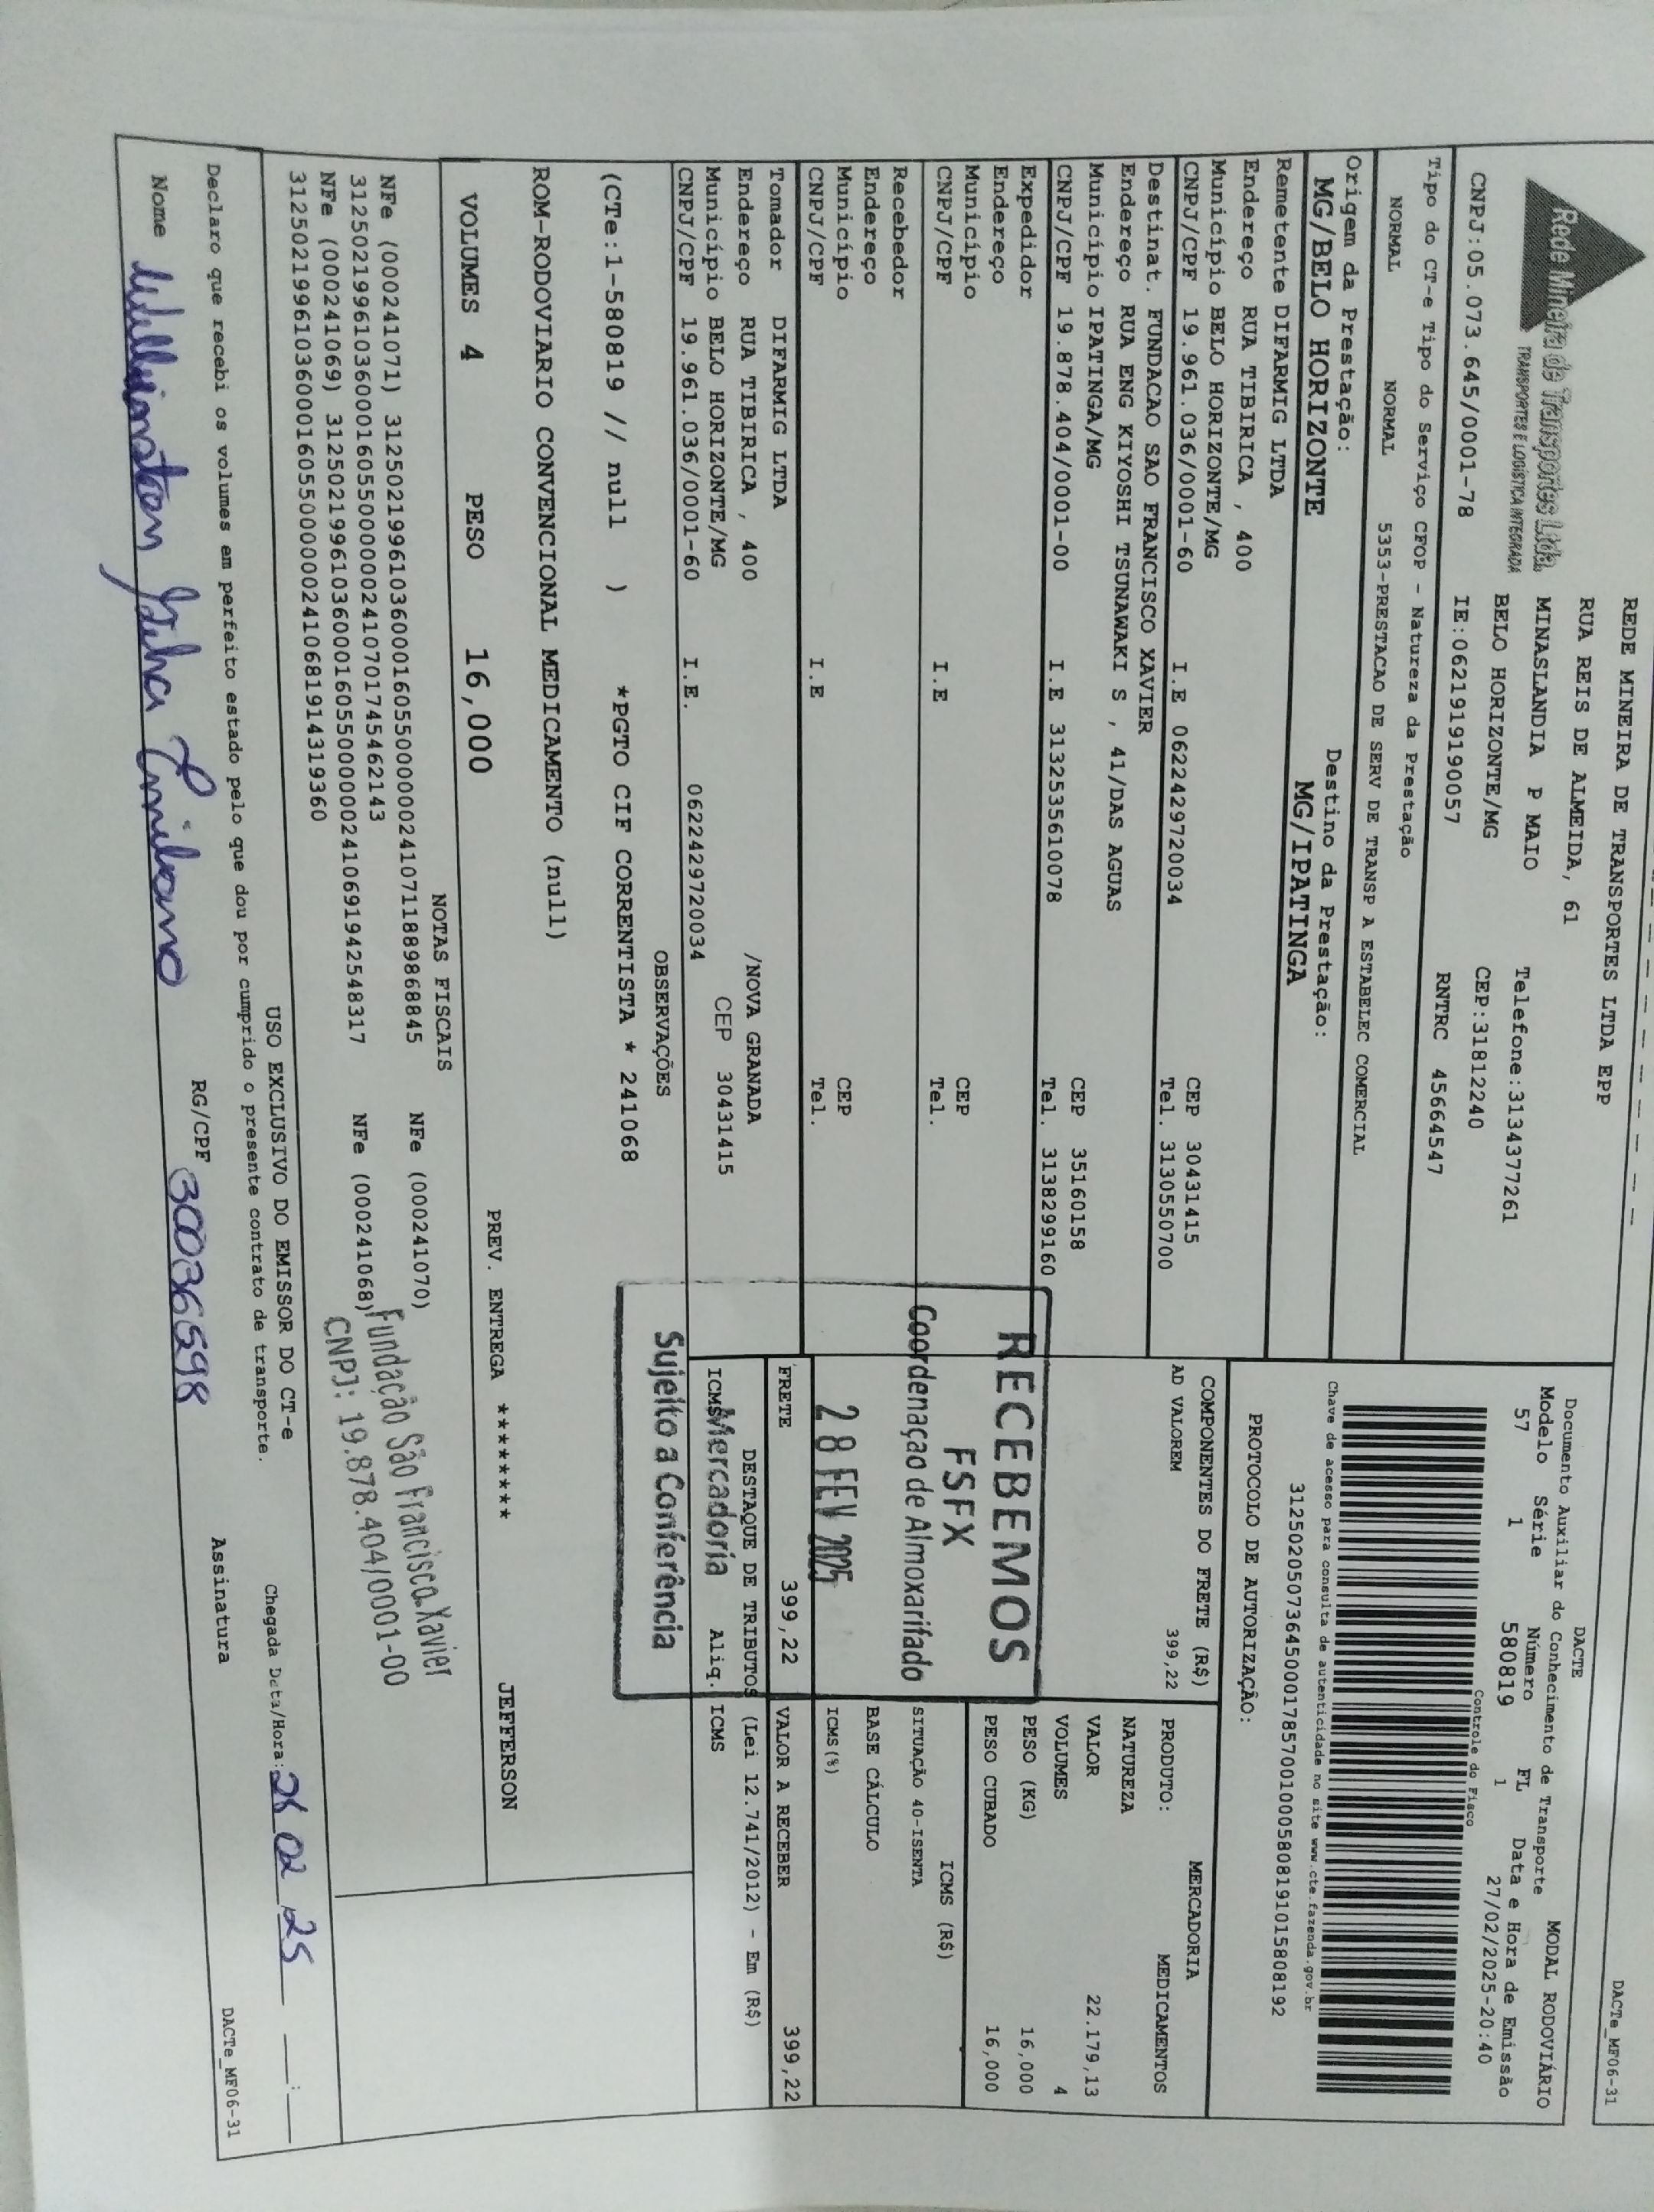 DACTe_MF06-31
Rede Mineira de Transportes Ltda.
TRANSPORTES E LOGÍSTICA INTEGRADA
REDE MINEIRA DE TRANSPORTES LTDA EPP
RUA REIS DE ALMEIDA, 61
MINASLANDIA P MAIO Telefone:3134377261
BELO HORIZONTE/MG CEP:31812240
CNPJ:05.073.645/0001-78 IE:0621919190057 RNTRC 45664547
DACTE
Documento Auxiliar do Conhecimento de Transporte MODAL RODOVIÁRIO
Modelo Série Número FL Data e Hora de Emissão
57 1 580819 1 27/02/2025-20:40
Controle do Fisco
Chave de acesso para consulta de autenticidade no site www.cte.fazenda.gov.br
31250205073645000178570010005808191015808192
PROTOCOLO DE AUTORIZAÇÃO:
Tipo do CT-e Tipo do Serviço CFOP - Natureza da Prestação
NORMAL NORMAL 5353-PRESTACAO DE SERV DE TRANSP A ESTABELEC COMERCIAL
Origem da Prestação: Destino da Prestação:
MG/BELO HORIZONTE MG/IPATINGA
Remetente DIFARMIG LTDA
Endereço RUA TIBIRICA , 400
Município BELO HORIZONTE/MG CEP 30431415
CNPJ/CPF 19.961.036/0001-60 I.E 0622429720034 Tel. 3130550700
Destinat. FUNDACAO SAO FRANCISCO XAVIER
Endereço RUA ENG KIYOSHI TSUNAWAKI S , 41/DAS AGUAS
Município IPATINGA/MG CEP 35160158
CNPJ/CPF 19.878.404/0001-00 I.E 3132535610078 Tel. 3138299160
Expedidor
Endereço
Município CEP
CNPJ/CPF I.E Tel.
Recebedor
Endereço
Município CEP
CNPJ/CPF I.E Tel.
Tomador DIFARMIG LTDA
Endereço RUA TIBIRICA , 400 /NOVA GRANADA
Município BELO HORIZONTE/MG CEP 30431415
CNPJ/CPF 19.961.036/0001-60 I.E. 0622429720034
COMPONENTES DO FRETE (R$)
AD VALOREM 399,22
MERCADORIA
PRODUTO: MEDICAMENTOS
NATUREZA
VALOR 22.179,13
VOLUMES 4
PESO (KG) 16,000
PESO CUBADO 16,000
ICMS (R$)
SITUAÇÃO 40-ISENTA
BASE CÁLCULO
ICMS(%)
FRETE 399,22 VALOR A RECEBER 399,22
DESTAQUE DE TRIBUTOS (Lei 12.741/2012) - Em (R$)
ICMS Aliq. ICMS
RECEBEMOS
FSFX
Coordenação de Almoxarifado
28 FEV 2025
Mercadoria
Sujeito a Conferência
OBSERVAÇÕES
(CTe:1-580819 // null ) *PGTO CIF CORRENTISTA * 241068
ROM-RODOVIARIO CONVENCIONAL MEDICAMENTO (null)
VOLUMES 4 PESO 16,000 PREV. ENTREGA ******** JEFFERSON
NOTAS FISCAIS
NFe (000241071) 31250219961036000160550000002410711889868845 NFe (000241070)
31250219961036000160550000002410701745462143
NFe (000241069) 31250219961036000160550000002410691942548317 NFe (000241068)
31250219961036000160550000002410681914319360
Fundação São Francisco Xavier
CNPJ: 19.878.404/0001-00
USO EXCLUSIVO DO EMISSOR DO CT-e
Declaro que recebi os volumes em perfeito estado pelo que dou por cumprido o presente contrato de transporte.
Chegada Data/Hora: 26 02 25 __:__
Nome RG/CPF 30036598 Assinatura
DACTe_MF06-31